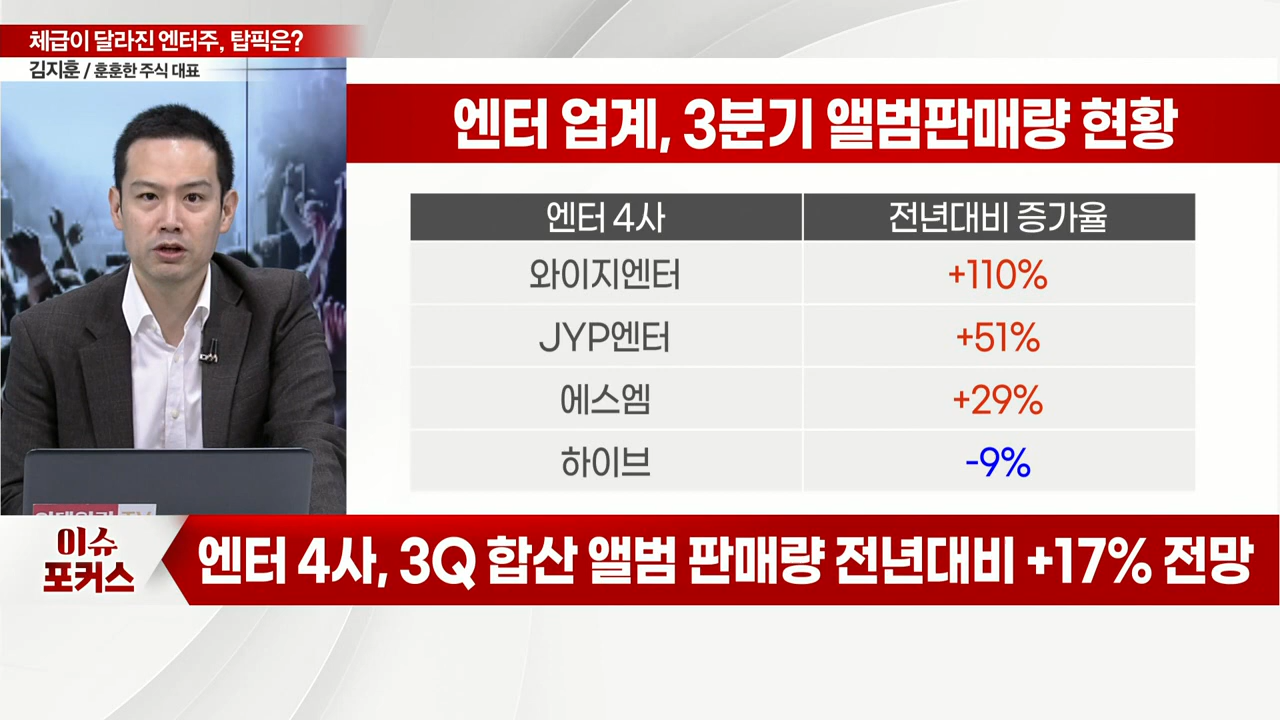 체급이 달라진 엔터주, 탑픽은?
김지훈 / 훈훈한 주식 대표
엔터 업계, 3분기 앨범판매량 현황
엔터 4사 전년대비 증가율
와이지엔터 +110%
JYP엔터 +51%
에스엠 +29%
하이브 -9%
이슈
포커스
엔터 4사, 3Q 합산 앨범 판매량 전년대비 +17% 전망